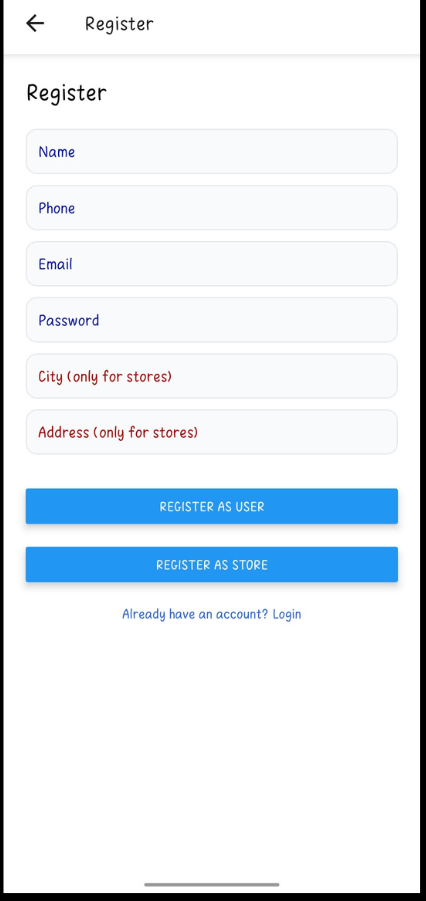 Register
Register
Name
Phone
Email
Password
City (only for stores)
Address (only for stores)
REGISTER AS USER
REGISTER AS STORE
Already have an account? Login